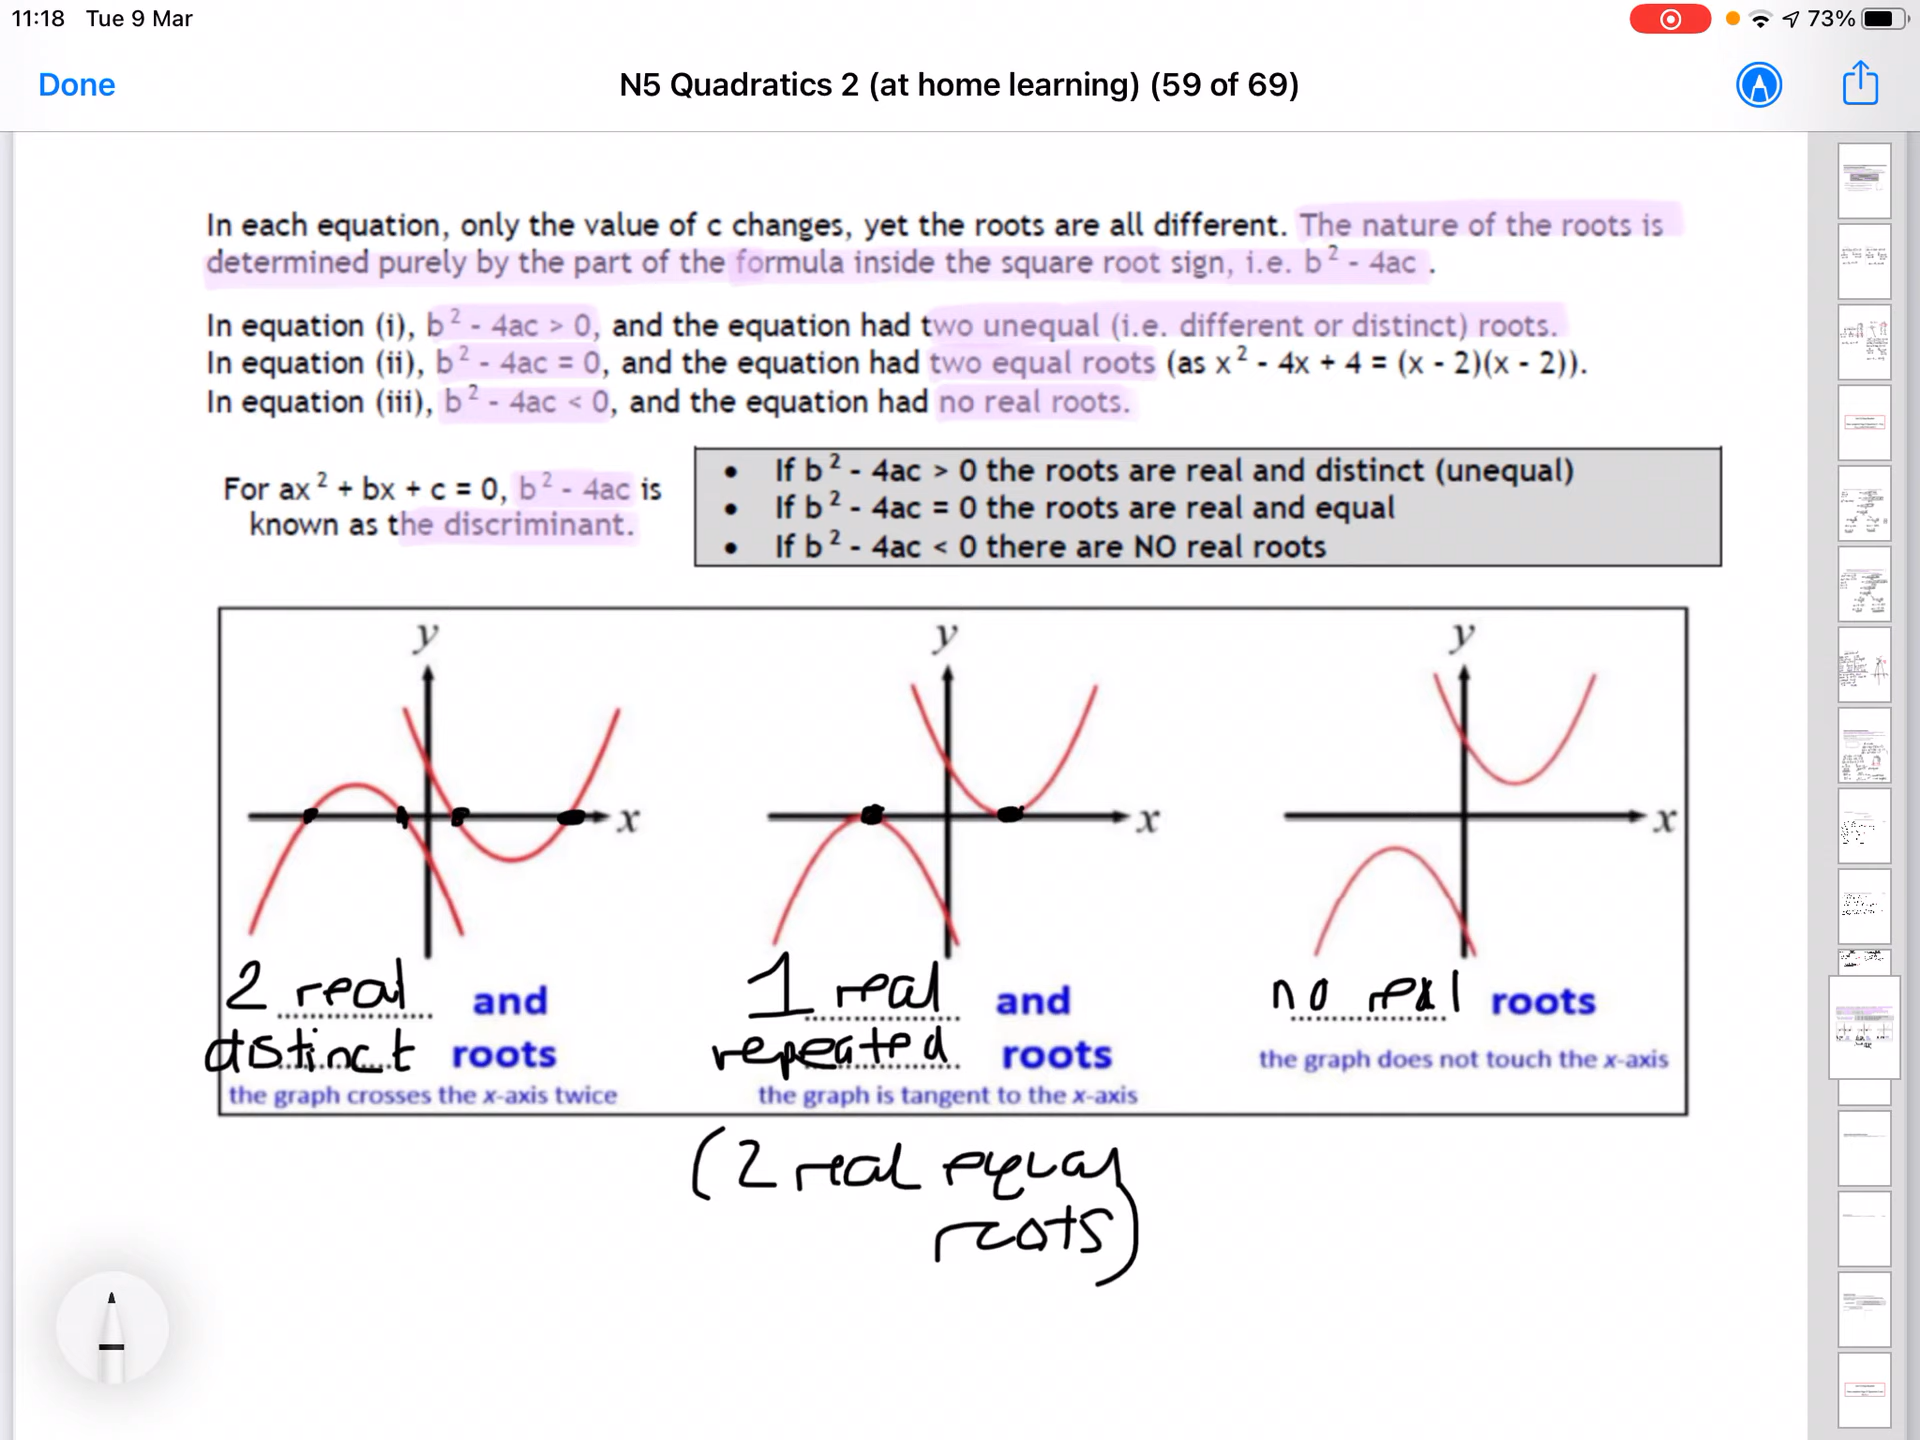 11:18 Tue 9 Mar
73%
Done
N5 Quadratics 2 (at home learning) (59 of 69)
In each equation, only the value of c changes, yet the roots are all different. The nature of the roots is
determined purely by the part of the formula inside the square root sign, i.e. b² - 4ac .
In equation (i), b² - 4ac > 0, and the equation had two unequal (i.e. different or distinct) roots.
In equation (ii), b² - 4ac = 0, and the equation had two equal roots (as x² - 4x + 4 = (x - 2)(x - 2)).
In equation (iii), b² - 4ac < 0, and the equation had no real roots.
For ax² + bx + c = 0, b² - 4ac is
known as the discriminant.
• If b² - 4ac > 0 the roots are real and distinct (unequal)
• If b² - 4ac = 0 the roots are real and equal
• If b² - 4ac < 0 there are NO real roots
y
x
2 real and
distinct roots
the graph crosses the x-axis twice
y
x
1 real and
repeated roots
the graph is tangent to the x-axis
y
x
no real roots
the graph does not touch the x-axis
(2 real equal
roots)